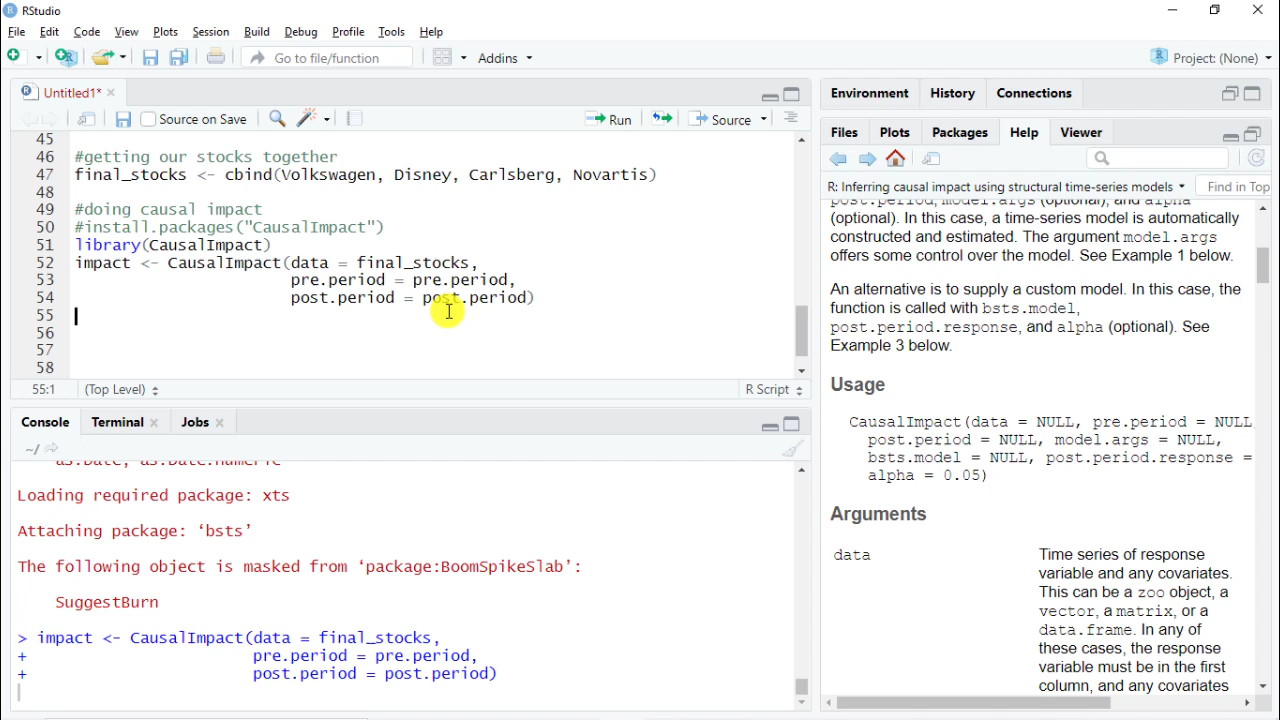 RStudio
File Edit Code View Plots Session Build Debug Profile Tools Help
Go to file/function Addins Project: (None)
Untitled1*
Source on Save Run Source
45
46 #getting our stocks together
47 final_stocks <- cbind(Volkswagen, Disney, Carlsberg, Novartis)
48
49 #doing causal impact
50 #install.packages("CausalImpact")
51 library(CausalImpact)
52 impact <- CausalImpact(data = final_stocks,
53 pre.period = pre.period,
54 post.period = post.period)
55
56
57
58
55:1 (Top Level) R Script
Console Terminal Jobs
~/
as.Date, as.Date.numeric
Loading required package: xts
Attaching package: ‘bsts’
The following object is masked from ‘package:BoomSpikeSlab’:
SuggestBurn
> impact <- CausalImpact(data = final_stocks,
+ pre.period = pre.period,
+ post.period = post.period)
Environment History Connections
Files Plots Packages Help Viewer
R: Inferring causal impact using structural time-series models Find in Top
post.period, model.args (optional), and alpha
(optional). In this case, a time-series model is automatically
constructed and estimated. The argument model.args
offers some control over the model. See Example 1 below.
An alternative is to supply a custom model. In this case, the
function is called with bsts.model,
post.period.response, and alpha (optional). See
Example 3 below.
Usage
CausalImpact(data = NULL, pre.period = NULL,
post.period = NULL, model.args = NULL,
bsts.model = NULL, post.period.response =
alpha = 0.05)
Arguments
data Time series of response
variable and any covariates.
This can be a zoo object, a
vector, a matrix, or a
data.frame. In any of
these cases, the response
variable must be in the first
column, and any covariates